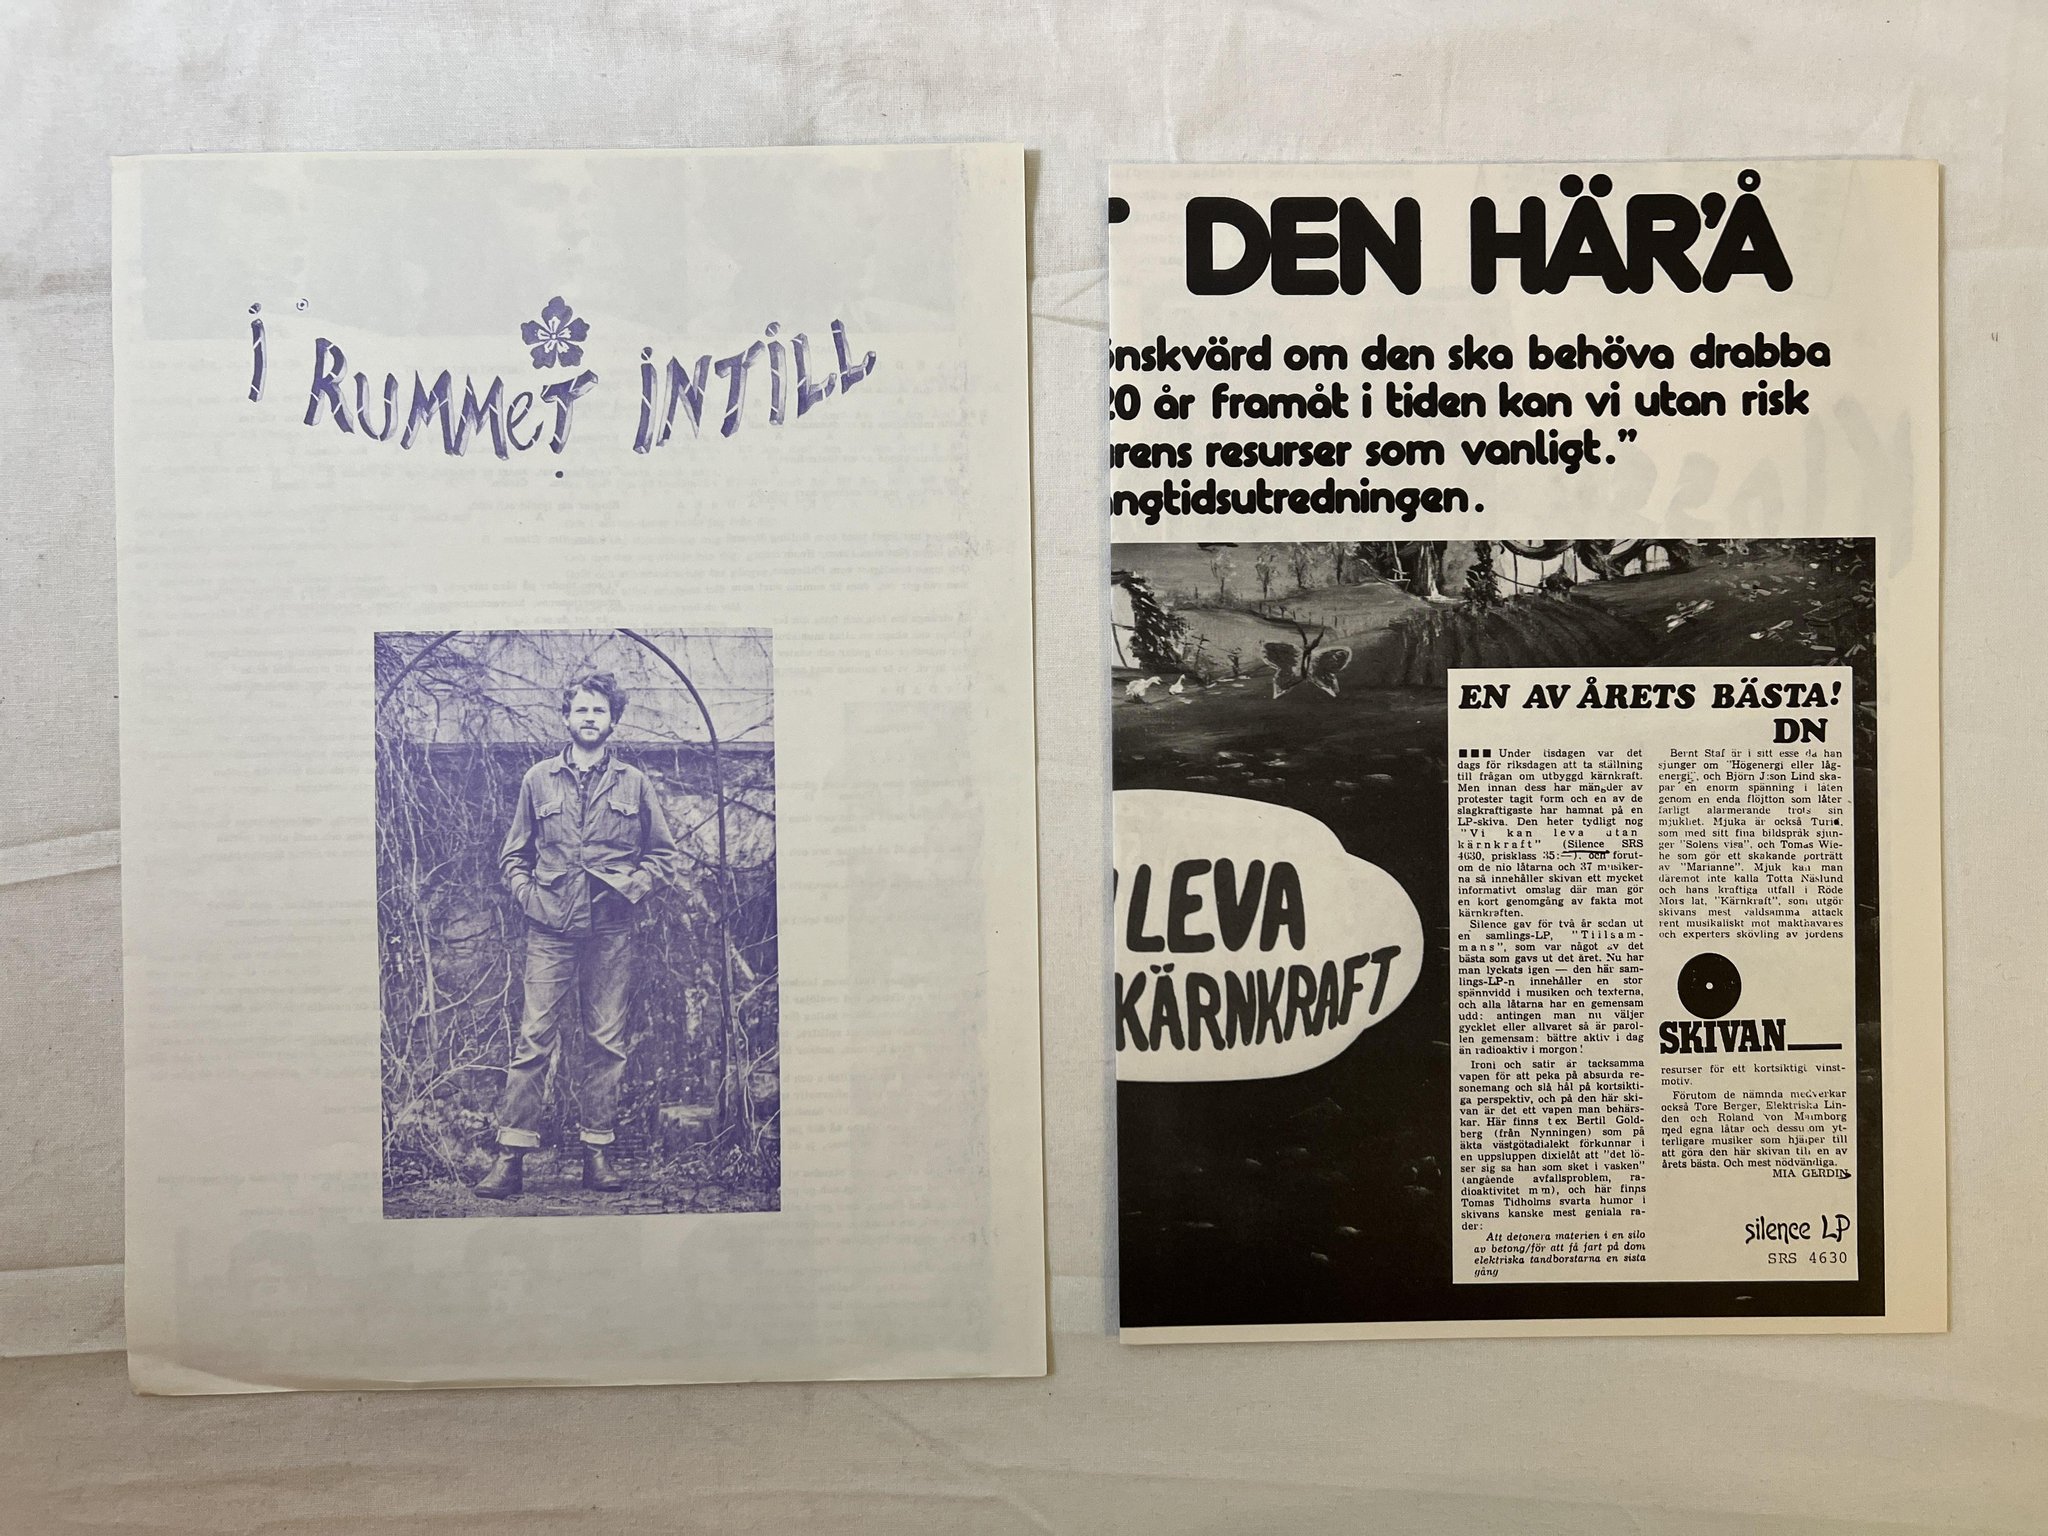 I RUMMET INTILL
DEN HÄR'Å
önskvärd om den ska behöva drabba
20 år framåt i tiden kan vi utan risk
rens resurser som vanligt."
ngtidsutredningen.
LEVA
KÄRNKRAFT
EN AV ÅRETS BÄSTA!
DN
■■■ Under tisdagen var det
dags för riksdagen att ta ställning
till frågan om utbyggd kärnkraft.
Men innan dess har mängder av
protester tagit form och en av de
slagkraftigaste har hamnat på en
LP-skiva. Den heter tydligt nog
"Vi kan leva utan
kärnkraft" (Silence SRS
4630, prisklass 35:—), och förut-
om de nio låtarna och 37 musiker-
na så innehåller skivan ett mycket
informativt omslag där man gör
en kort genomgång av fakta mot
kärnkraften.
Silence gav för två år sedan ut
en samlings-LP, "Tillsam-
mans", som var något av det
bästa som gavs ut det året. Nu har
man lyckats igen — den här sam-
lings-LP-n innehåller en stor
spännvidd i musiken och texterna,
och alla låtarna har en gemensam
udd: antingen man nu väljer
gycklet eller allvaret så är parol-
len gemensam: bättre aktiv i dag
än radioaktiv i morgon!
Ironi och satir är tacksamma
vapen för att peka på absurda re-
sonemang och slå hål på kortsikti-
ga perspektiv, och på den här ski-
van är det ett vapen man behärs-
kar. Här finns t ex Bertil Gold-
berg (från Nynningen) som på
äkta västgötadialekt förkunnar i
en uppsluppen dixielåt att "det lö-
ser sig sa han som sket i vasken"
(angående avfallsproblem, ra-
dioaktivitet m m), och här finns
Tomas Tidholms svarta humor i
skivans kanske mest geniala ra-
der:
Att detonera materien i en silo
av betong/för att få fart på dom
elektriska tandborstarna en sista
gång
Bernt Staf är i sitt esse da han
sjunger om "Högenergi eller låg-
energi", och Björn J:son Lind ska-
par en enorm spänning i låten
genom en enda flöjtton som låter
farligt alarmerande trots sin
mjukhet. Mjuka är också Turid,
som med sitt fina bildspråk sjun-
ger "Solens visa", och Tomas Wie-
he som gör ett skakande porträtt
av "Marianne". Mjuk kan man
däremot inte kalla Totta Näslund
och hans kraftiga utfall i Röde
Mors lat, "Kärnkraft", som utgör
skivans mest valdsamma attack
rent musikaliskt mot makthavares
och experters skövling av jordens
SKIVAN
resurser för ett kortsiktigt vinst-
motiv.
Förutom de nämnda medverkar
också Tore Berger, Elektriska Lin-
den och Roland von Malmborg
med egna låtar och dessutom yt-
terligare musiker som hjälper till
att göra den här skivan till en av
årets bästa. Och mest nödvändiga.
MIA GERDIN
silence LP
SRS 4630